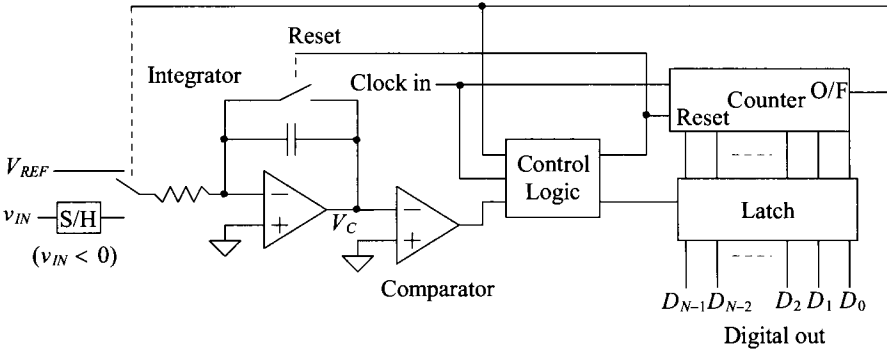 Reset
Integrator
Clock in
O/F
Counter
Reset
V_REF
Control
Logic
S/H
v_IN
Latch
− + V_C − +
(v_IN < 0)
Comparator
D_N−1 D_N−2 D_2 D_1 D_0
Digital out